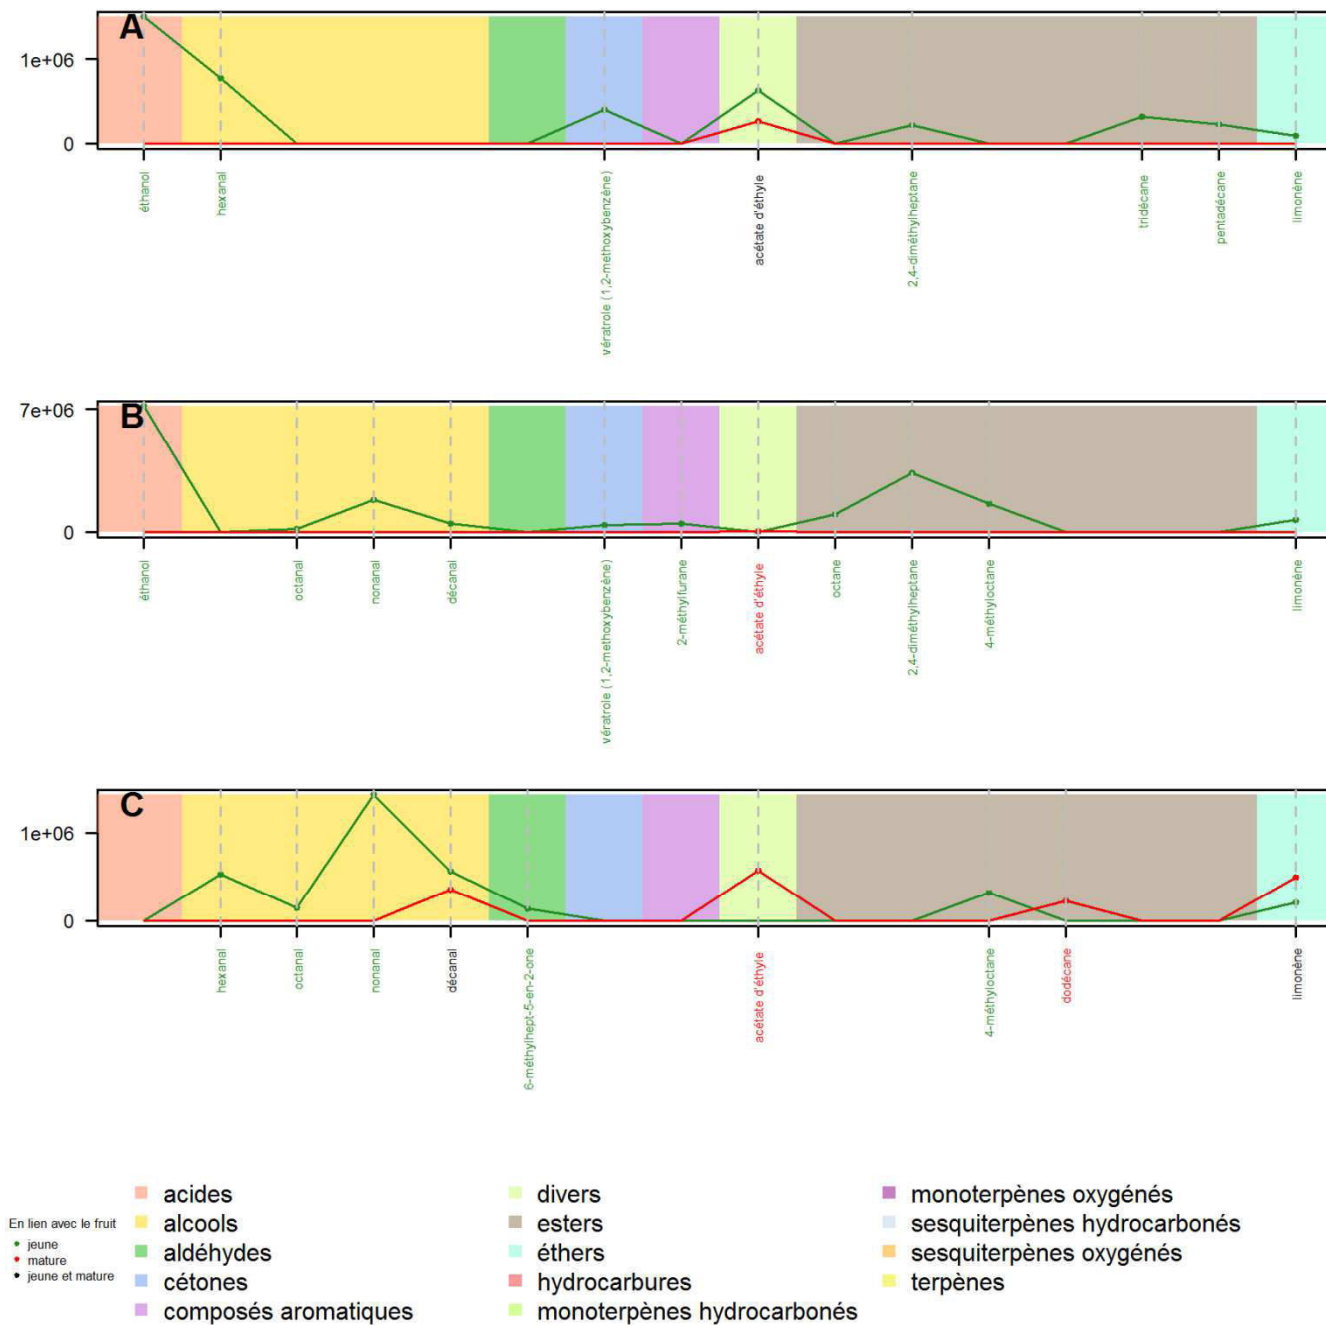 A
1e+06
0
éthanol
hexanal
vératrole (1,2-methoxybenzène)
acétate d'éthyle
2,4-diméthylheptane
tridécane
pentadécane
limonène
B
7e+06
0
éthanol
octanal
nonanal
décanal
vératrole (1,2-methoxybenzène)
2-méthylfurane
acétate d'éthyle
octane
2,4-diméthylheptane
4-méthyloctane
limonène
C
1e+06
0
hexanal
octanal
nonanal
décanal
6-méthylhept-5-en-2-one
acétate d'éthyle
4-méthyloctane
dodécane
limonène
En lien avec le fruit
jeune
mature
jeune et mature
acides
alcools
aldéhydes
cétones
composés aromatiques
divers
esters
éthers
hydrocarbures
monoterpènes hydrocarbonés
monoterpènes oxygénés
sesquiterpènes hydrocarbonés
sesquiterpènes oxygénés
terpènes